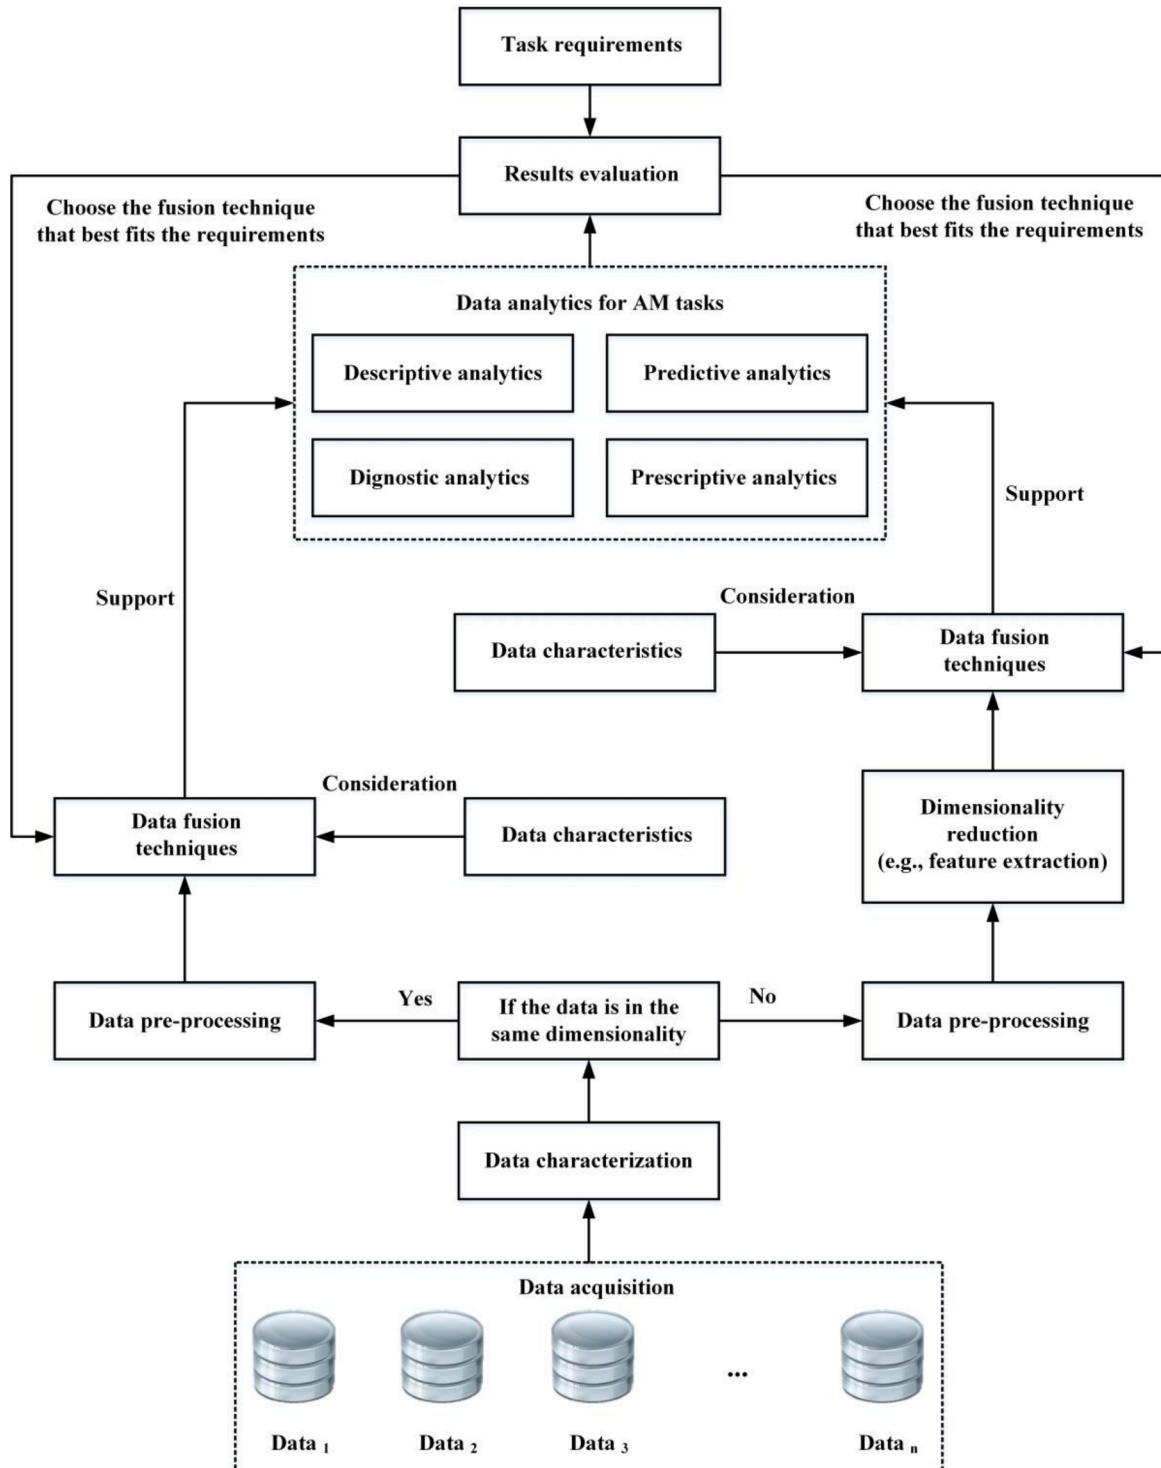 Task requirements
Results evaluation
Choose the fusion technique
that best fits the requirements
Choose the fusion technique
that best fits the requirements
Data analytics for AM tasks
Descriptive analytics
Predictive analytics
Dignostic analytics
Prescriptive analytics
Support
Support
Consideration
Data characteristics
Data fusion
techniques
Consideration
Data fusion
techniques
Data characteristics
Dimensionality
reduction
(e.g., feature extraction)
Yes
No
Data pre-processing
If the data is in the
same dimensionality
Data pre-processing
Data characterization
Data acquisition
...
Data 1
Data 2
Data 3
Data n